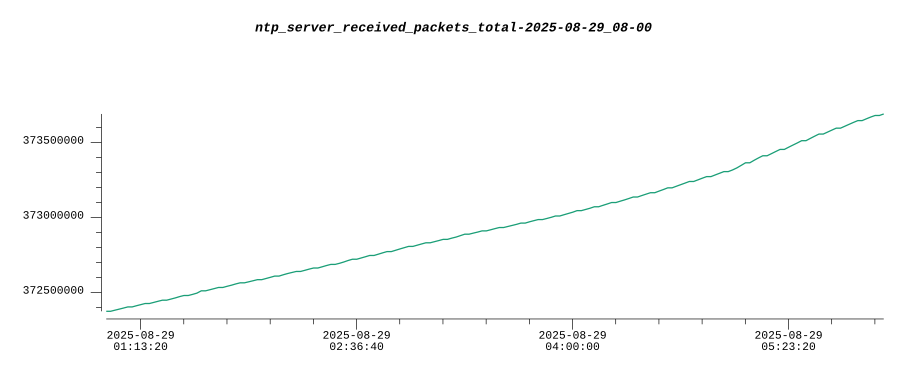 ntp_server_received_packets_total-2025-08-29_08-00
373500000
373000000
372500000
2025-08-29 2025-08-29 2025-08-29 2025-08-29
01:13:20 02:36:40 04:00:00 05:23:20